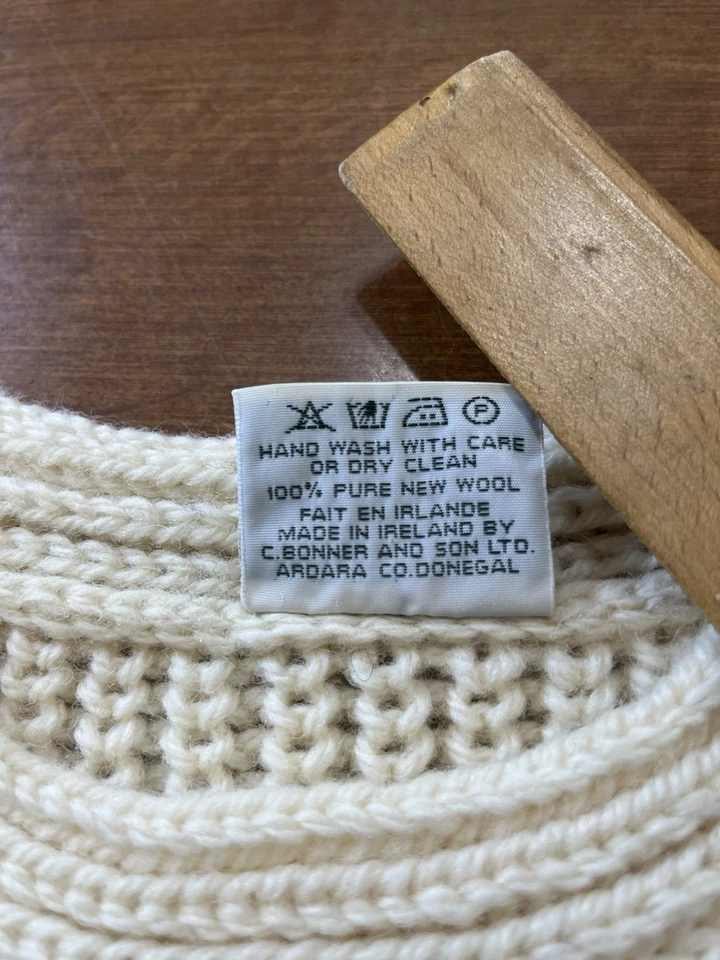 P
HAND WASH WITH CARE
OR DRY CLEAN
100% PURE NEW WOOL
FAIT EN IRLANDE
MADE IN IRELAND BY
C.BONNER AND SON LTD.
ARDARA CO.DONEGAL